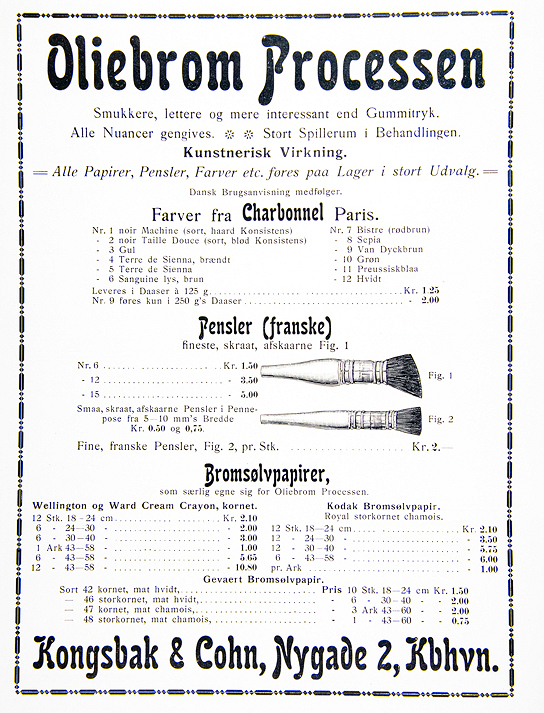 Oliebrom Processen
Smukkere, lettere og mere interessant end Gummitryk.
Alle Nuancer gengives. ※ ※ Stort Spillerum i Behandlingen.
Kunstnerisk Virkning.
Alle Papirer, Pensler, Farver etc. føres paa Lager i stort Udvalg.
Dansk Brugsanvisning medfølger.
Farver fra Charbonnel Paris.
Nr. 1 noir Machine (sort, haard Konsistens)
- 2 noir Taille Douce (sort, blød Konsistens)
- 3 Gul
- 4 Terre de Sienna, brændt
- 5 Terre de Sienna
- 6 Sanguine lys, brun
Nr. 7 Bistre (rødbrun)
- 8 Sepia
- 9 Van Dyckbrun
- 10 Grøn
- 11 Preussiskblaa
- 12 Hvidt
Leveres i Daaser à 125 g. Kr. 1.25
Nr. 9 føres kun i 250 g's Daaser - 2.00
Pensler (franske)
fineste, skraat, afskaarne Fig. 1
Nr. 6 Kr. 1.50
- 12 - 3.50
- 15 - 5.00
Fig. 1
Smaa, skraat, afskaarne Pensler i Penne-
pose fra 5—10 mm's Bredde
Kr. 0.50 og 0,75.
Fig. 2
Fine, franske Pensler, Fig. 2, pr. Stk. Kr. 2.—
Bromsølvpapirer,
som særlig egne sig for Oliebrom Processen.
Wellington og Ward Cream Crayon, kornet.
12 Stk. 18-24 cm Kr. 2.10
6 - 24—30 - - 2.00
6 - 30-40 - - 3.00
1 Ark 43—58 - - 1.00
6 - 43—58 - - 5.65
12 - 43—58 - - 10.80
Kodak Bromsølvpapir.
Royal storkornet chamois.
12 Stk. 18—24 cm Kr. 2.10
12 - 24—30 - - 3.50
12 - 30-40 - - 5.75
6 - 43-58 - - 6.00
pr. Ark - 1.00
Gevaert Bromsølvpapir.
Sort 42 kornet, mat hvidt, Pris 10 Stk. 18—24 cm Kr. 1.50
— 46 storkornet, mat hvidt, - 6 - 30-40 - - 2.00
— 47 kornet, mat chamois, - 3 Ark 43—60 - - 2.00
— 48 storkornet, mat chamois, - 1 - 43-60 - - 0.75
Kongsbak & Cohn, Nygade 2, Kbhvn.